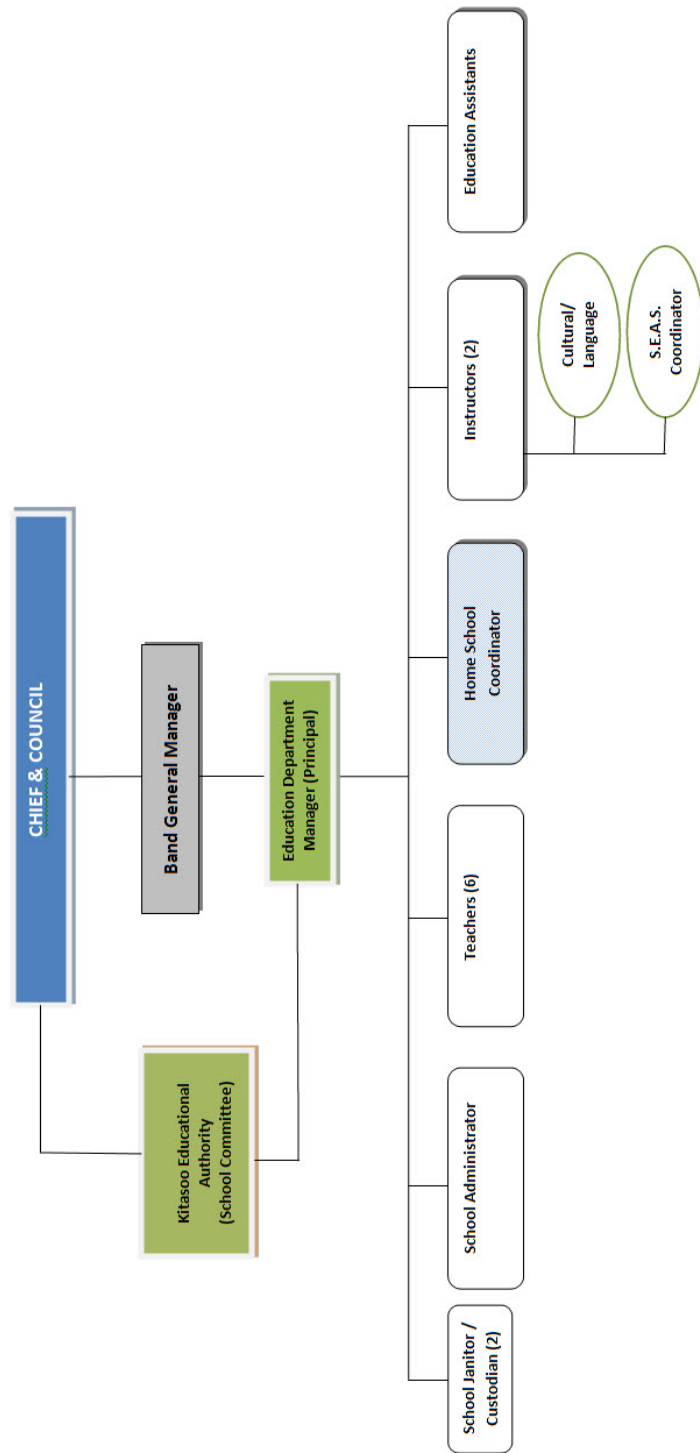 CHIEF & COUNCIL
Band General Manager
Kitasoo Educational
Authority
(School Committee)
Education Department
Manager (Principal)
School Janitor /
Custodian (2)
School Administrator
Teachers (6)
Home School
Coordinator
Instructors (2)
Education Assistants
Cultural/
Language
S.E.A.S.
Coordinator